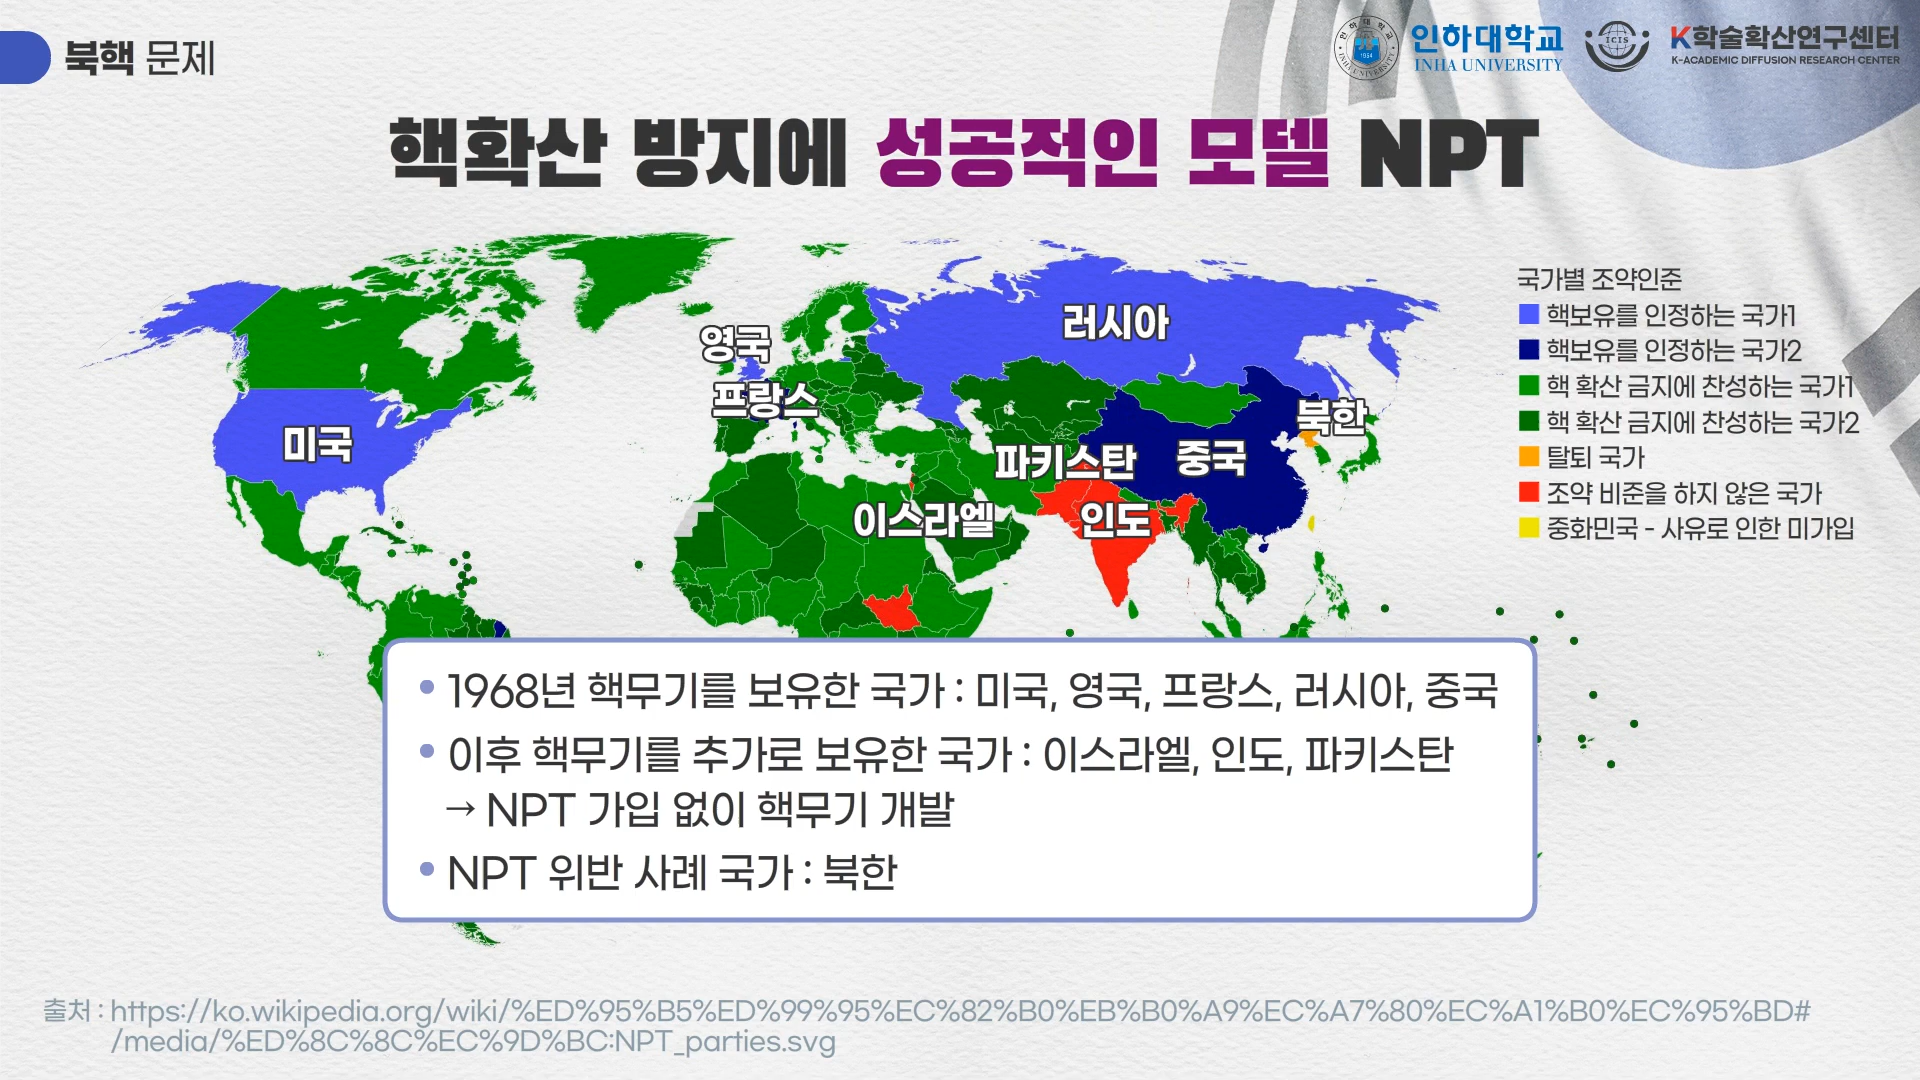 북핵 문제
인하대학교
INHA UNIVERSITY
1954
ICIS
K학술확산연구센터
K-ACADEMIC DIFFUSION RESEARCH CENTER
핵확산 방지에 성공적인 모델 NPT
국가별 조약인준
핵보유를 인정하는 국가1
핵보유를 인정하는 국가2
핵 확산 금지에 찬성하는 국가1
핵 확산 금지에 찬성하는 국가2
탈퇴 국가
조약 비준을 하지 않은 국가
중화민국 - 사유로 인한 미가입
러시아
영국
프랑스
미국
북한
파키스탄
중국
이스라엘
인도
• 1968년 핵무기를 보유한 국가 : 미국, 영국, 프랑스, 러시아, 중국
• 이후 핵무기를 추가로 보유한 국가 : 이스라엘, 인도, 파키스탄
→ NPT 가입 없이 핵무기 개발
• NPT 위반 사례 국가 : 북한
출처 : https://ko.wikipedia.org/wiki/%ED%95%B5%ED%99%95%EC%82%B0%EB%B0%A9%EC%A7%80%EC%A1%B0%EC%95%BD#
/media/%ED%8C%8C%EC%9D%BC:NPT_parties.svg